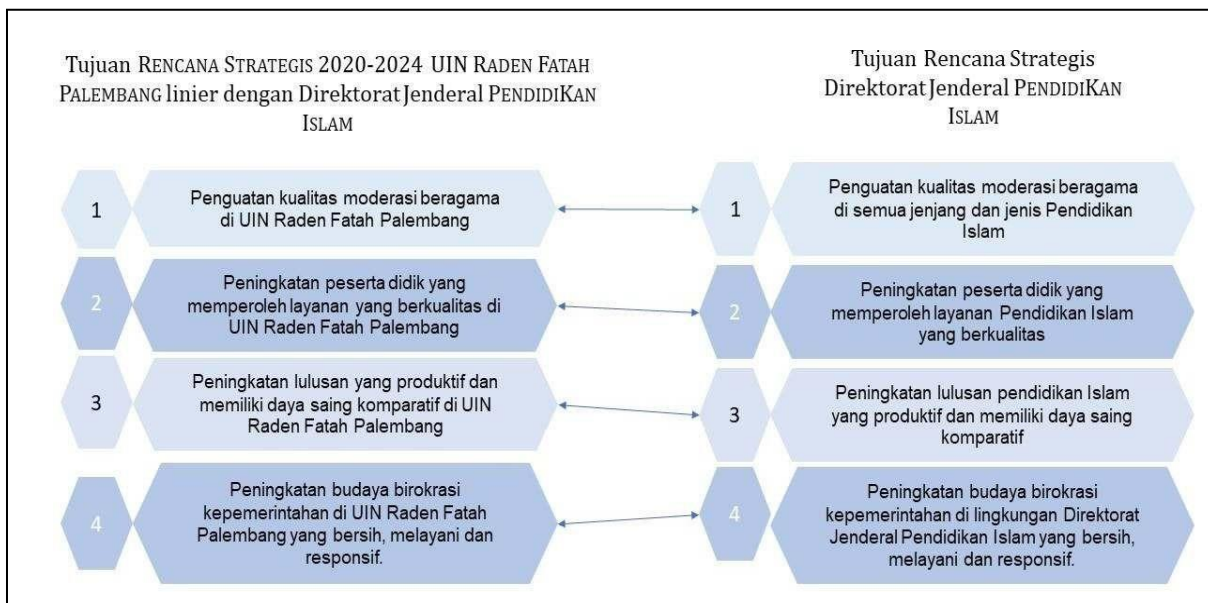 Tujuan RENCANA STRATEGIS 2020-2024 UIN RADEN FATAH
PALEMBANG linier dengan Direktorat Jenderal PENDIDIKAN
ISLAM
1
Penguatan kualitas moderasi beragama
di UIN Raden Fatah Palembang
2
Peningkatan peserta didik yang
memperoleh layanan yang berkualitas di
UIN Raden Fatah Palembang
3
Peningkatan lulusan yang produktif dan
memiliki daya saing komparatif di UIN
Raden Fatah Palembang
4
Peningkatan budaya birokrasi
kepemerintahan di UIN Raden Fatah
Palembang yang bersih, melayani dan
responsif.
Tujuan Rencana Strategis
Direktorat Jenderal PENDIDIKAN
ISLAM
1
Penguatan kualitas moderasi beragama
di semua jenjang dan jenis Pendidikan
Islam
2
Peningkatan peserta didik yang
memperoleh layanan Pendidikan Islam
yang berkualitas
3
Peningkatan lulusan pendidikan Islam
yang produktif dan memiliki daya saing
komparatif
4
Peningkatan budaya birokrasi
kepemerintahan di lingkungan Direktorat
Jenderal Pendidikan Islam yang bersih,
melayani dan responsif.